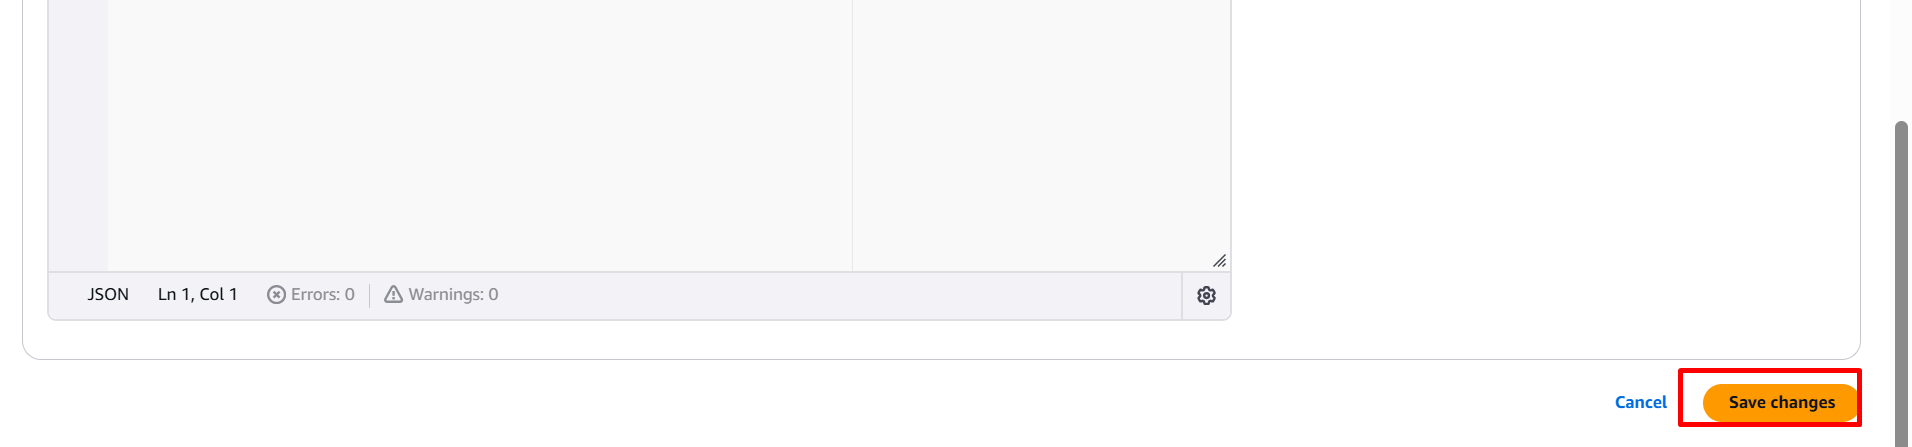 JSON Ln 1, Col 1 Errors: 0 Warnings: 0
Cancel Save changes